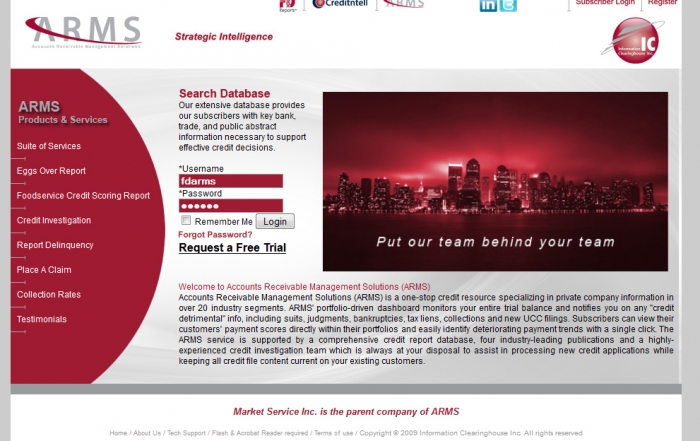 FD Reports
Creditntell
ARMS
Subscriber Login | Register
ARMS
Accounts Receivable Management Solutions
Strategic Intelligence
Information
Clearinghouse Inc.
IC
ARMS
Products & Services
Suite of Services
Eggs Over Report
Foodservice Credit Scoring Report
Credit Investigation
Report Delinquency
Place A Claim
Collection Rates
Testimonials
Search Database
Our extensive database provides
our subscribers with key bank,
trade, and public abstract
information necessary to support
effective credit decisions.
*Username
fdarms
*Password
Remember Me Login
Forgot Password?
Request a Free Trial
Put our team behind your team
Welcome to Accounts Receivable Management Solutions (ARMS)
Accounts Receivable Management Solutions (ARMS) is a one-stop credit resource specializing in private company information in
over 20 industry segments. ARMS' portfolio-driven dashboard monitors your entire trial balance and notifies you on any "credit
detrimental" info, including suits, judgments, bankruptcies, tax liens, collections and new UCC filings. Subscribers can view their
customers' payment scores directly within their portfolios and easily identify deteriorating payment trends with a single click. The
ARMS service is supported by a comprehensive credit report database, four industry-leading publications and a highly-
experienced credit investigation team which is always at your disposal to assist in processing new credit applications while
keeping all credit file content current on your existing customers.
Market Service Inc. is the parent company of ARMS
Home / About Us / Tech Support / Flash & Acrobat Reader required / Terms of use / Copyright © 2009 Information Clearinghouse Inc. All rights reserved